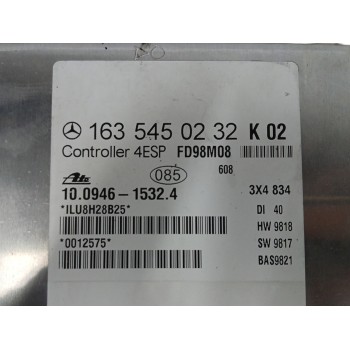 163 545 02 32 K 02
Controller 4ESP FD98M08
608
Ate 085
10.0946-1532.4 3X4 834
*ILU8H28B25* DI 40
HW 9818
*0012575* SW 9817
BAS9821